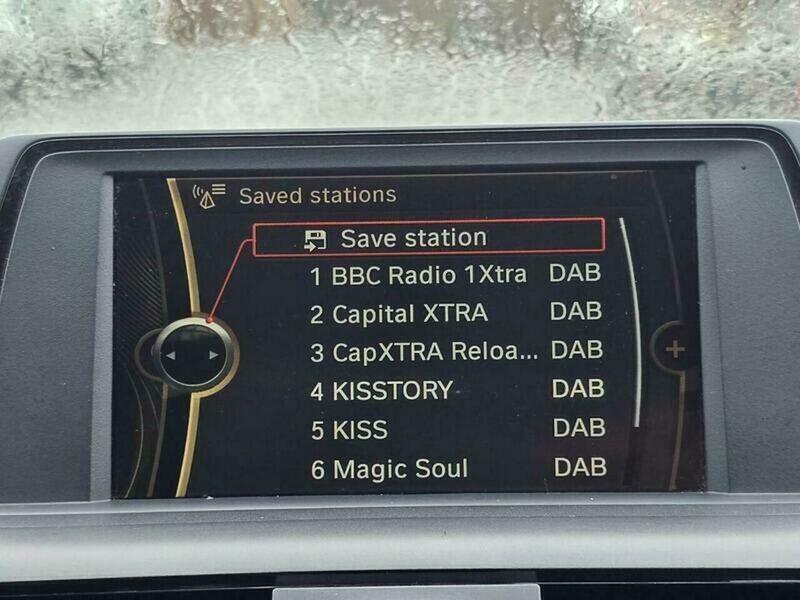 Saved stations
Save station
1 BBC Radio 1Xtra DAB
2 Capital XTRA DAB
3 CapXTRA Reloa... DAB
4 KISSTORY DAB
5 KISS DAB
6 Magic Soul DAB